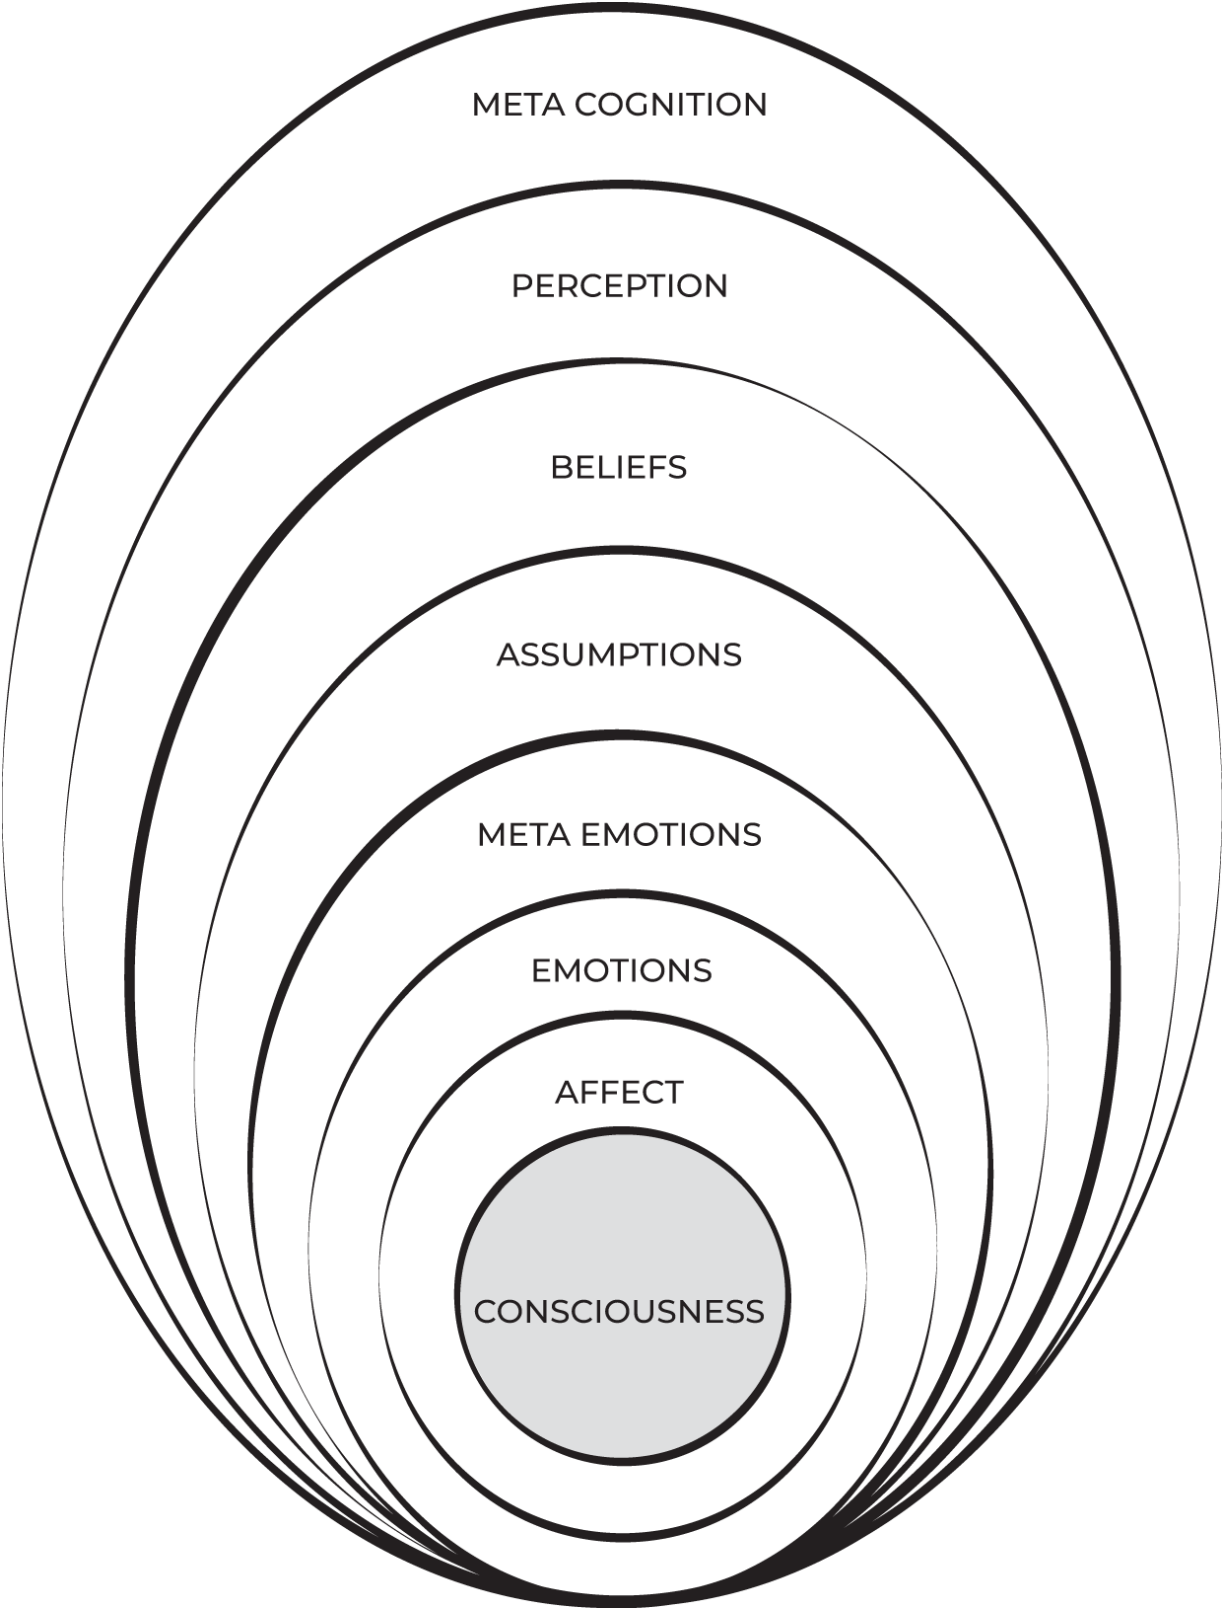 META COGNITION
PERCEPTION
BELIEFS
ASSUMPTIONS
META EMOTIONS
EMOTIONS
AFFECT
CONSCIOUSNESS